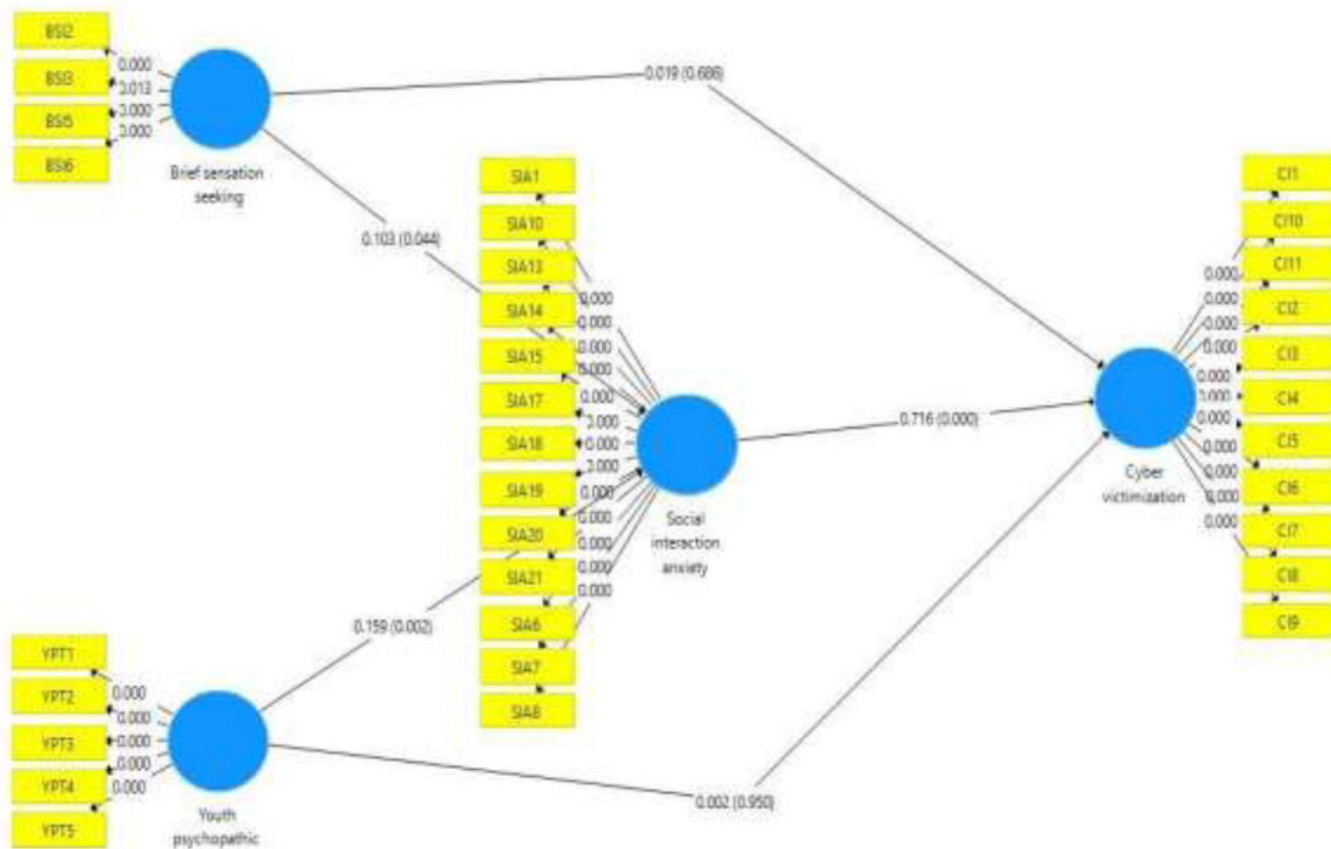 BSI2
BSI3
BSI5
BSI6
0.000
0.013
0.000
0.000
Brief sensation
seeking
0.019 (0.686)
0.103 (0.044)
SIA1
SIA10
SIA13
SIA14
SIA15
SIA17
SIA18
SIA19
SIA20
SIA21
SIA6
SIA7
SIA8
0.000
0.000
0.000
0.000
0.000
0.000
0.000
0.000
0.000
0.000
0.000
0.000
0.000
Social
interaction
anxiety
0.716 (0.000)
CI1
CI10
CI11
CI2
CI3
CI4
CI5
CI6
CI7
CI8
CI9
0.000
0.000
0.000
0.000
0.000
0.000
0.000
0.000
0.000
0.000
0.000
Cyber
victimization
0.159 (0.002)
YPT1
YPT2
YPT3
YPT4
YPT5
0.000
0.000
0.000
0.000
0.000
Youth
psychopathic
0.002 (0.950)